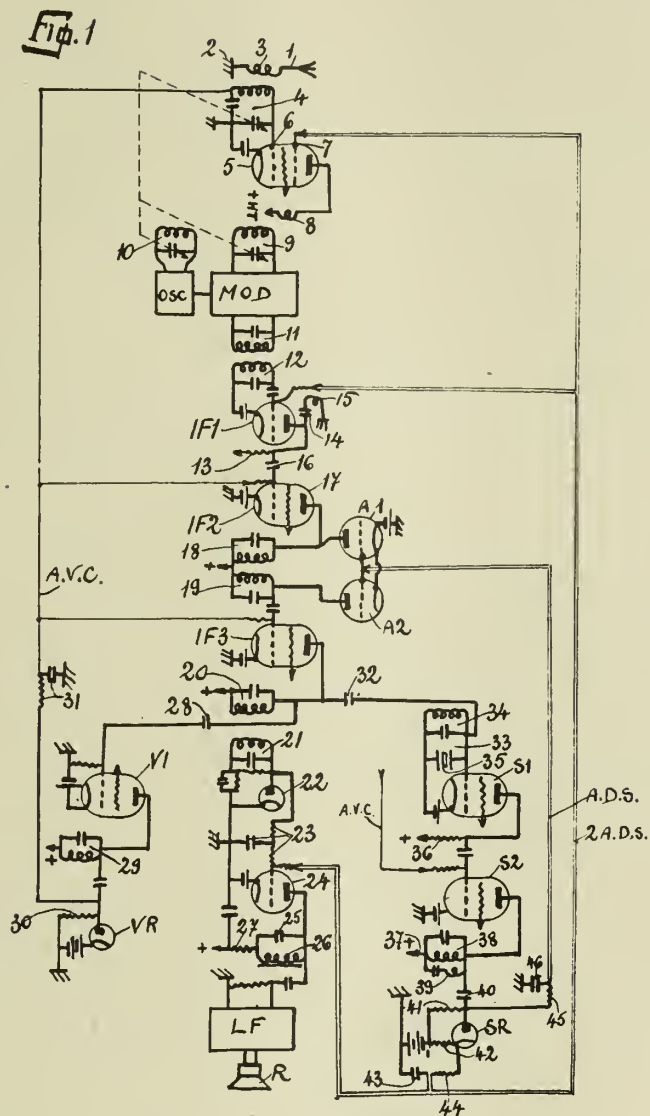 Fig. 1
2 3 1
4
6 7
5
+HT 8
10 9
OSC MOD
11
12
15
IF1 14
13 16
17
IF2 A1
18
A.V.C. 19
A2
IF3
32
31 20
28
34
21 33
V1 22 35 S1
A.V.C. A.D.S.
29 23 36 2 A.D.S.
24 S2
30 VR 27 25 37 38
26 39 46
40
41 45
LF SR
42
R 43
44